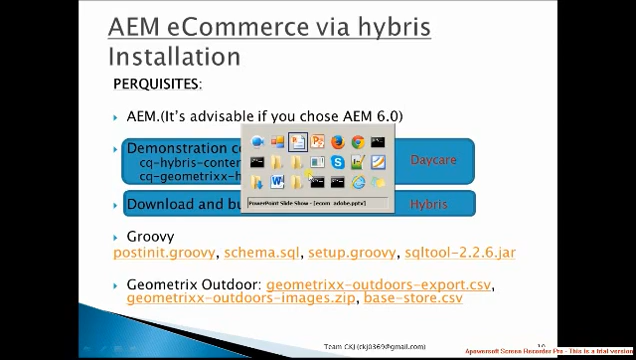 AEM eCommerce via hybris
Installation
PERQUISITES:
AEM.(It's advisable if you chose AEM 6.0)
Demonstration
cq-hybris-conten
cq-geometrixx-h
Daycare
PowerPoint Slide Show - [ecom_adobe.pptx]
Download and bu
Hybris
Groovy
postinit.groovy, schema.sql, setup.groovy, sqltool-2.2.6.jar
Geometrix Outdoor: geometrixx-outdoors-export.csv,
geometrixx-outdoors-images.zip, base-store.csv
Team CKJ (ckj0369@gmail.com)
Apowersoft Screen Recorder Pro - This is a trial version